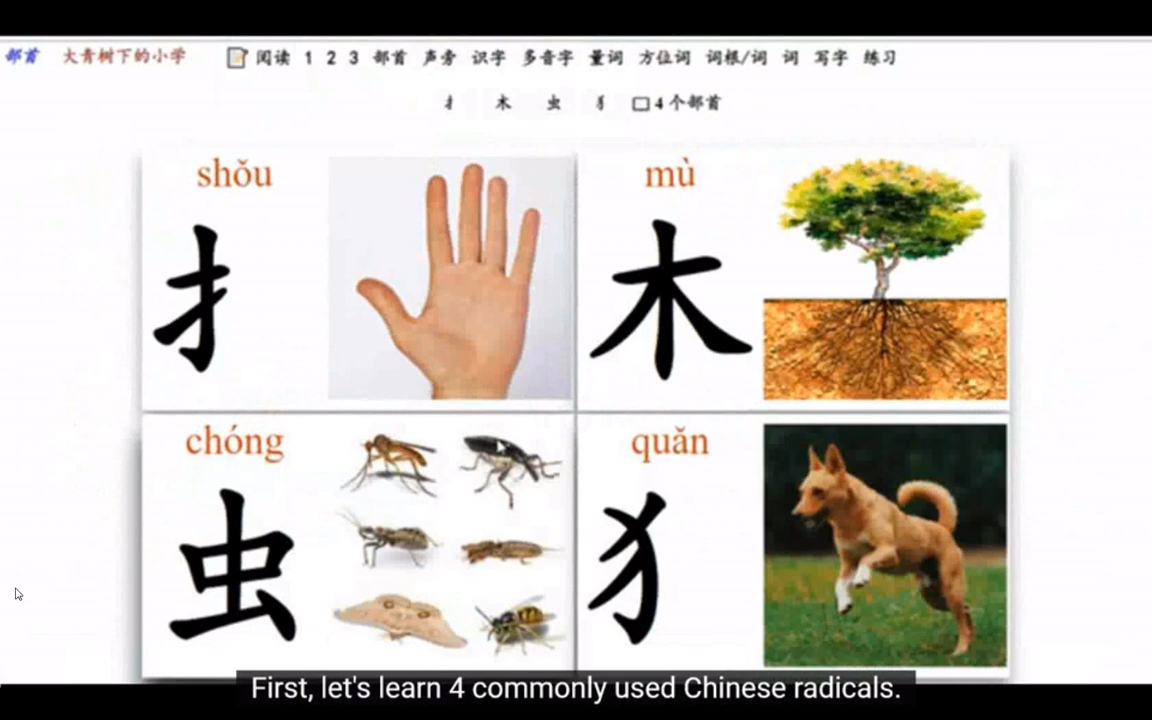 部首 大青树下的小学 阅读 1 2 3 部首 声旁 识字 多音字 量词 方位词 词根/词 词 写字 练习
扌 木 虫 犭 4个部首
shǒu
扌
mù
木
chóng
虫
quǎn
犭
First, let's learn 4 commonly used Chinese radicals.